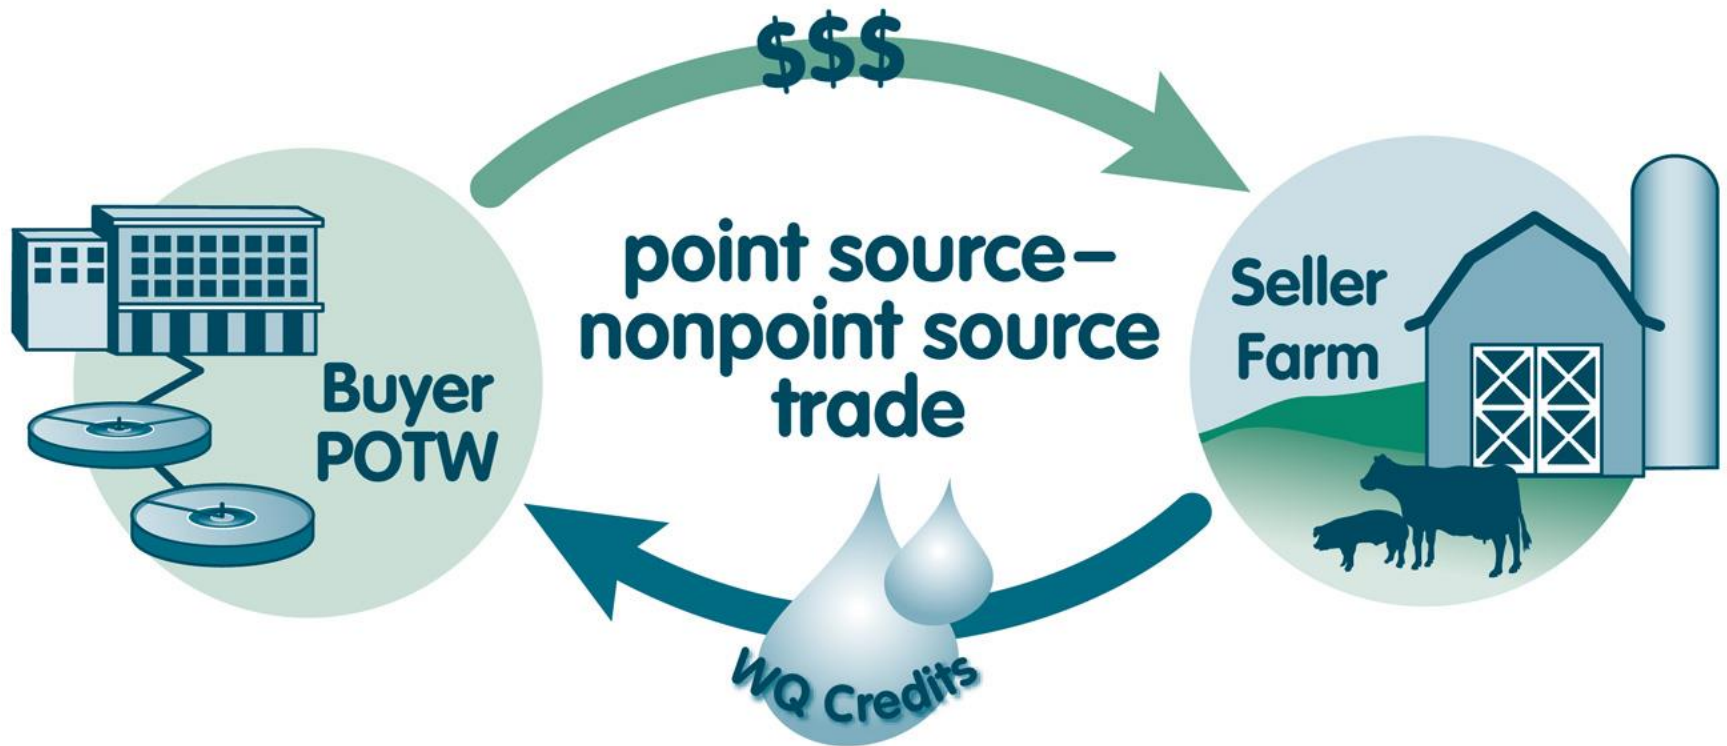 $$$
point source–
nonpoint source
trade
Buyer
POTW
Seller
Farm
WQ Credits